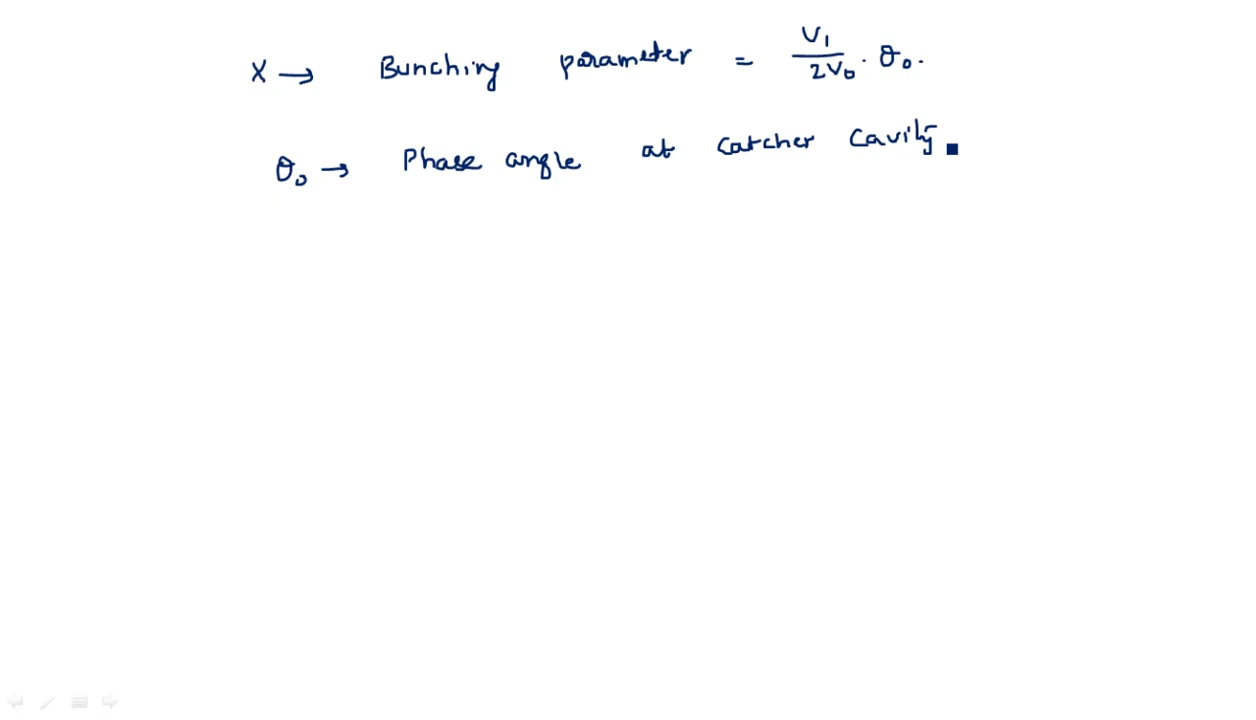 X → Bunching parameter = V₁/2V₀ · θ₀.
θ₀ → Phase angle at catcher cavity.